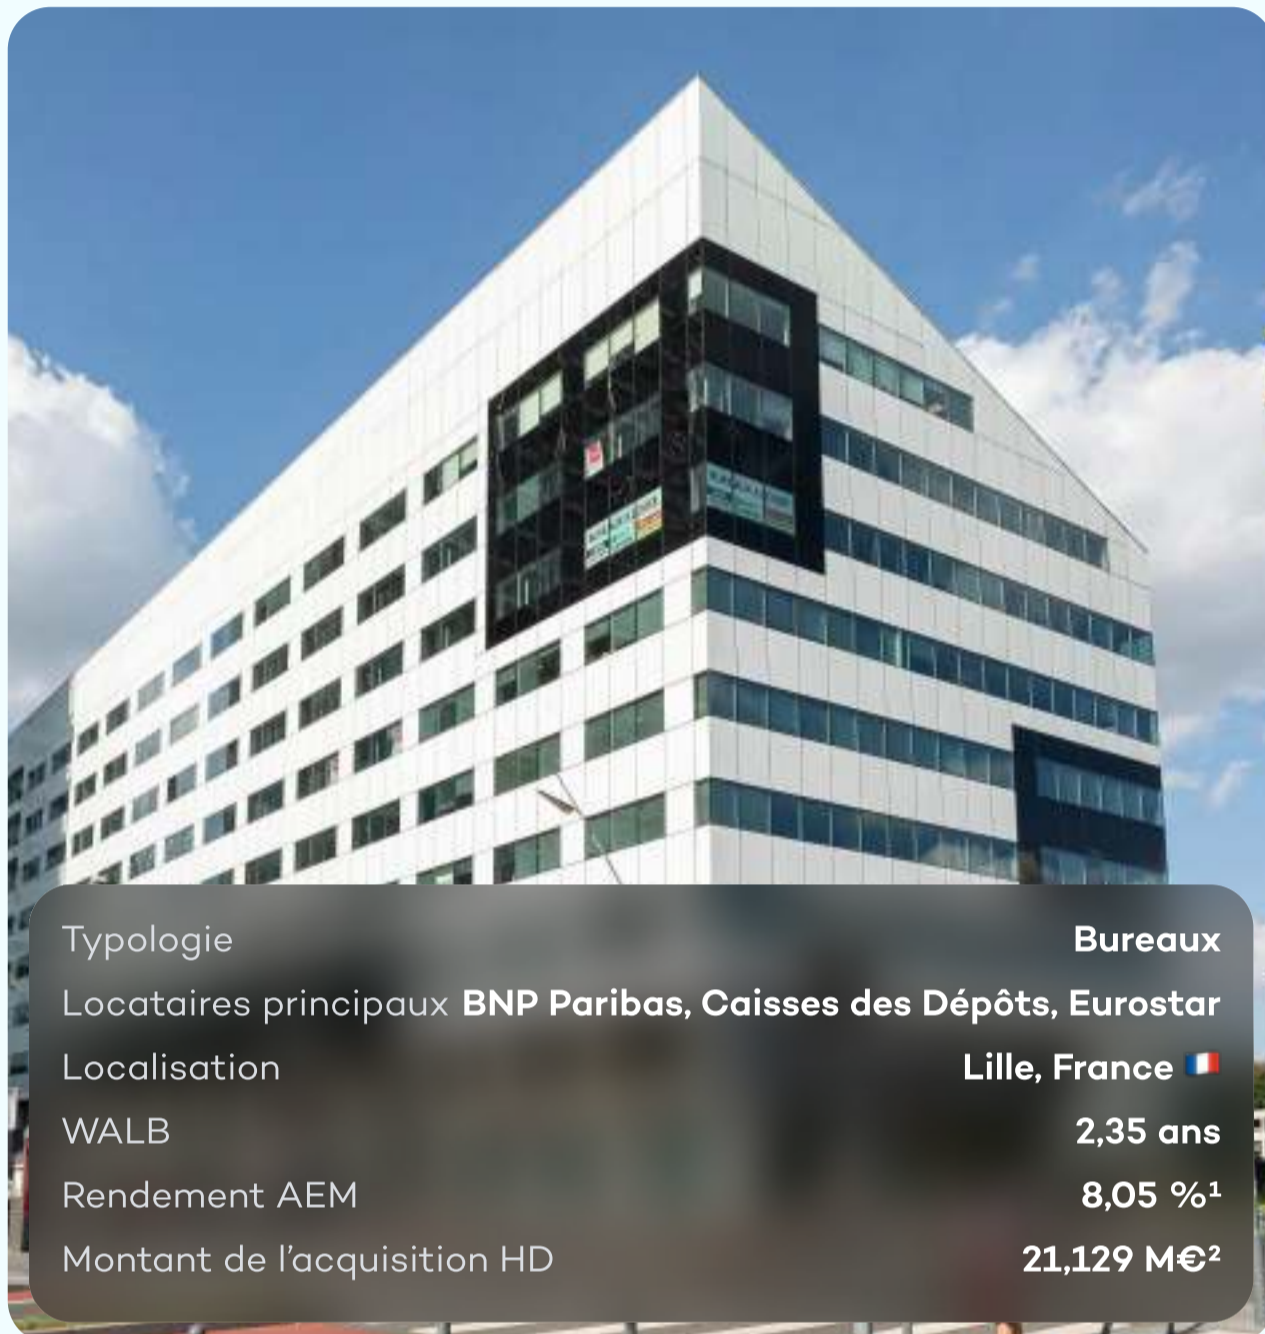 Typologie Bureaux
Locataires principaux BNP Paribas, Caisses des Dépôts, Eurostar
Localisation Lille, France 🇫🇷
WALB 2,35 ans
Rendement AEM 8,05 %¹
Montant de l’acquisition HD 21,129 M€²